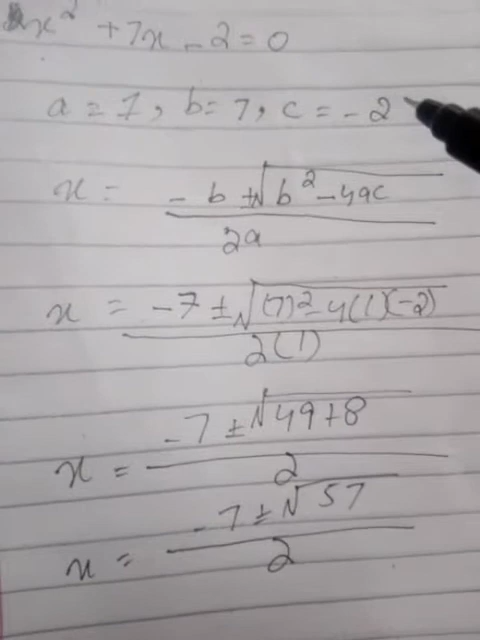 x² + 7x - 2 = 0
a = 1, b = 7, c = -2
x = -b ± √b² - 4ac / 2a
x = -7 ± √(7)² - 4(1)(-2) / 2(1)
x = -7 ± √49+8 / 2
x = -7 ± √57 / 2